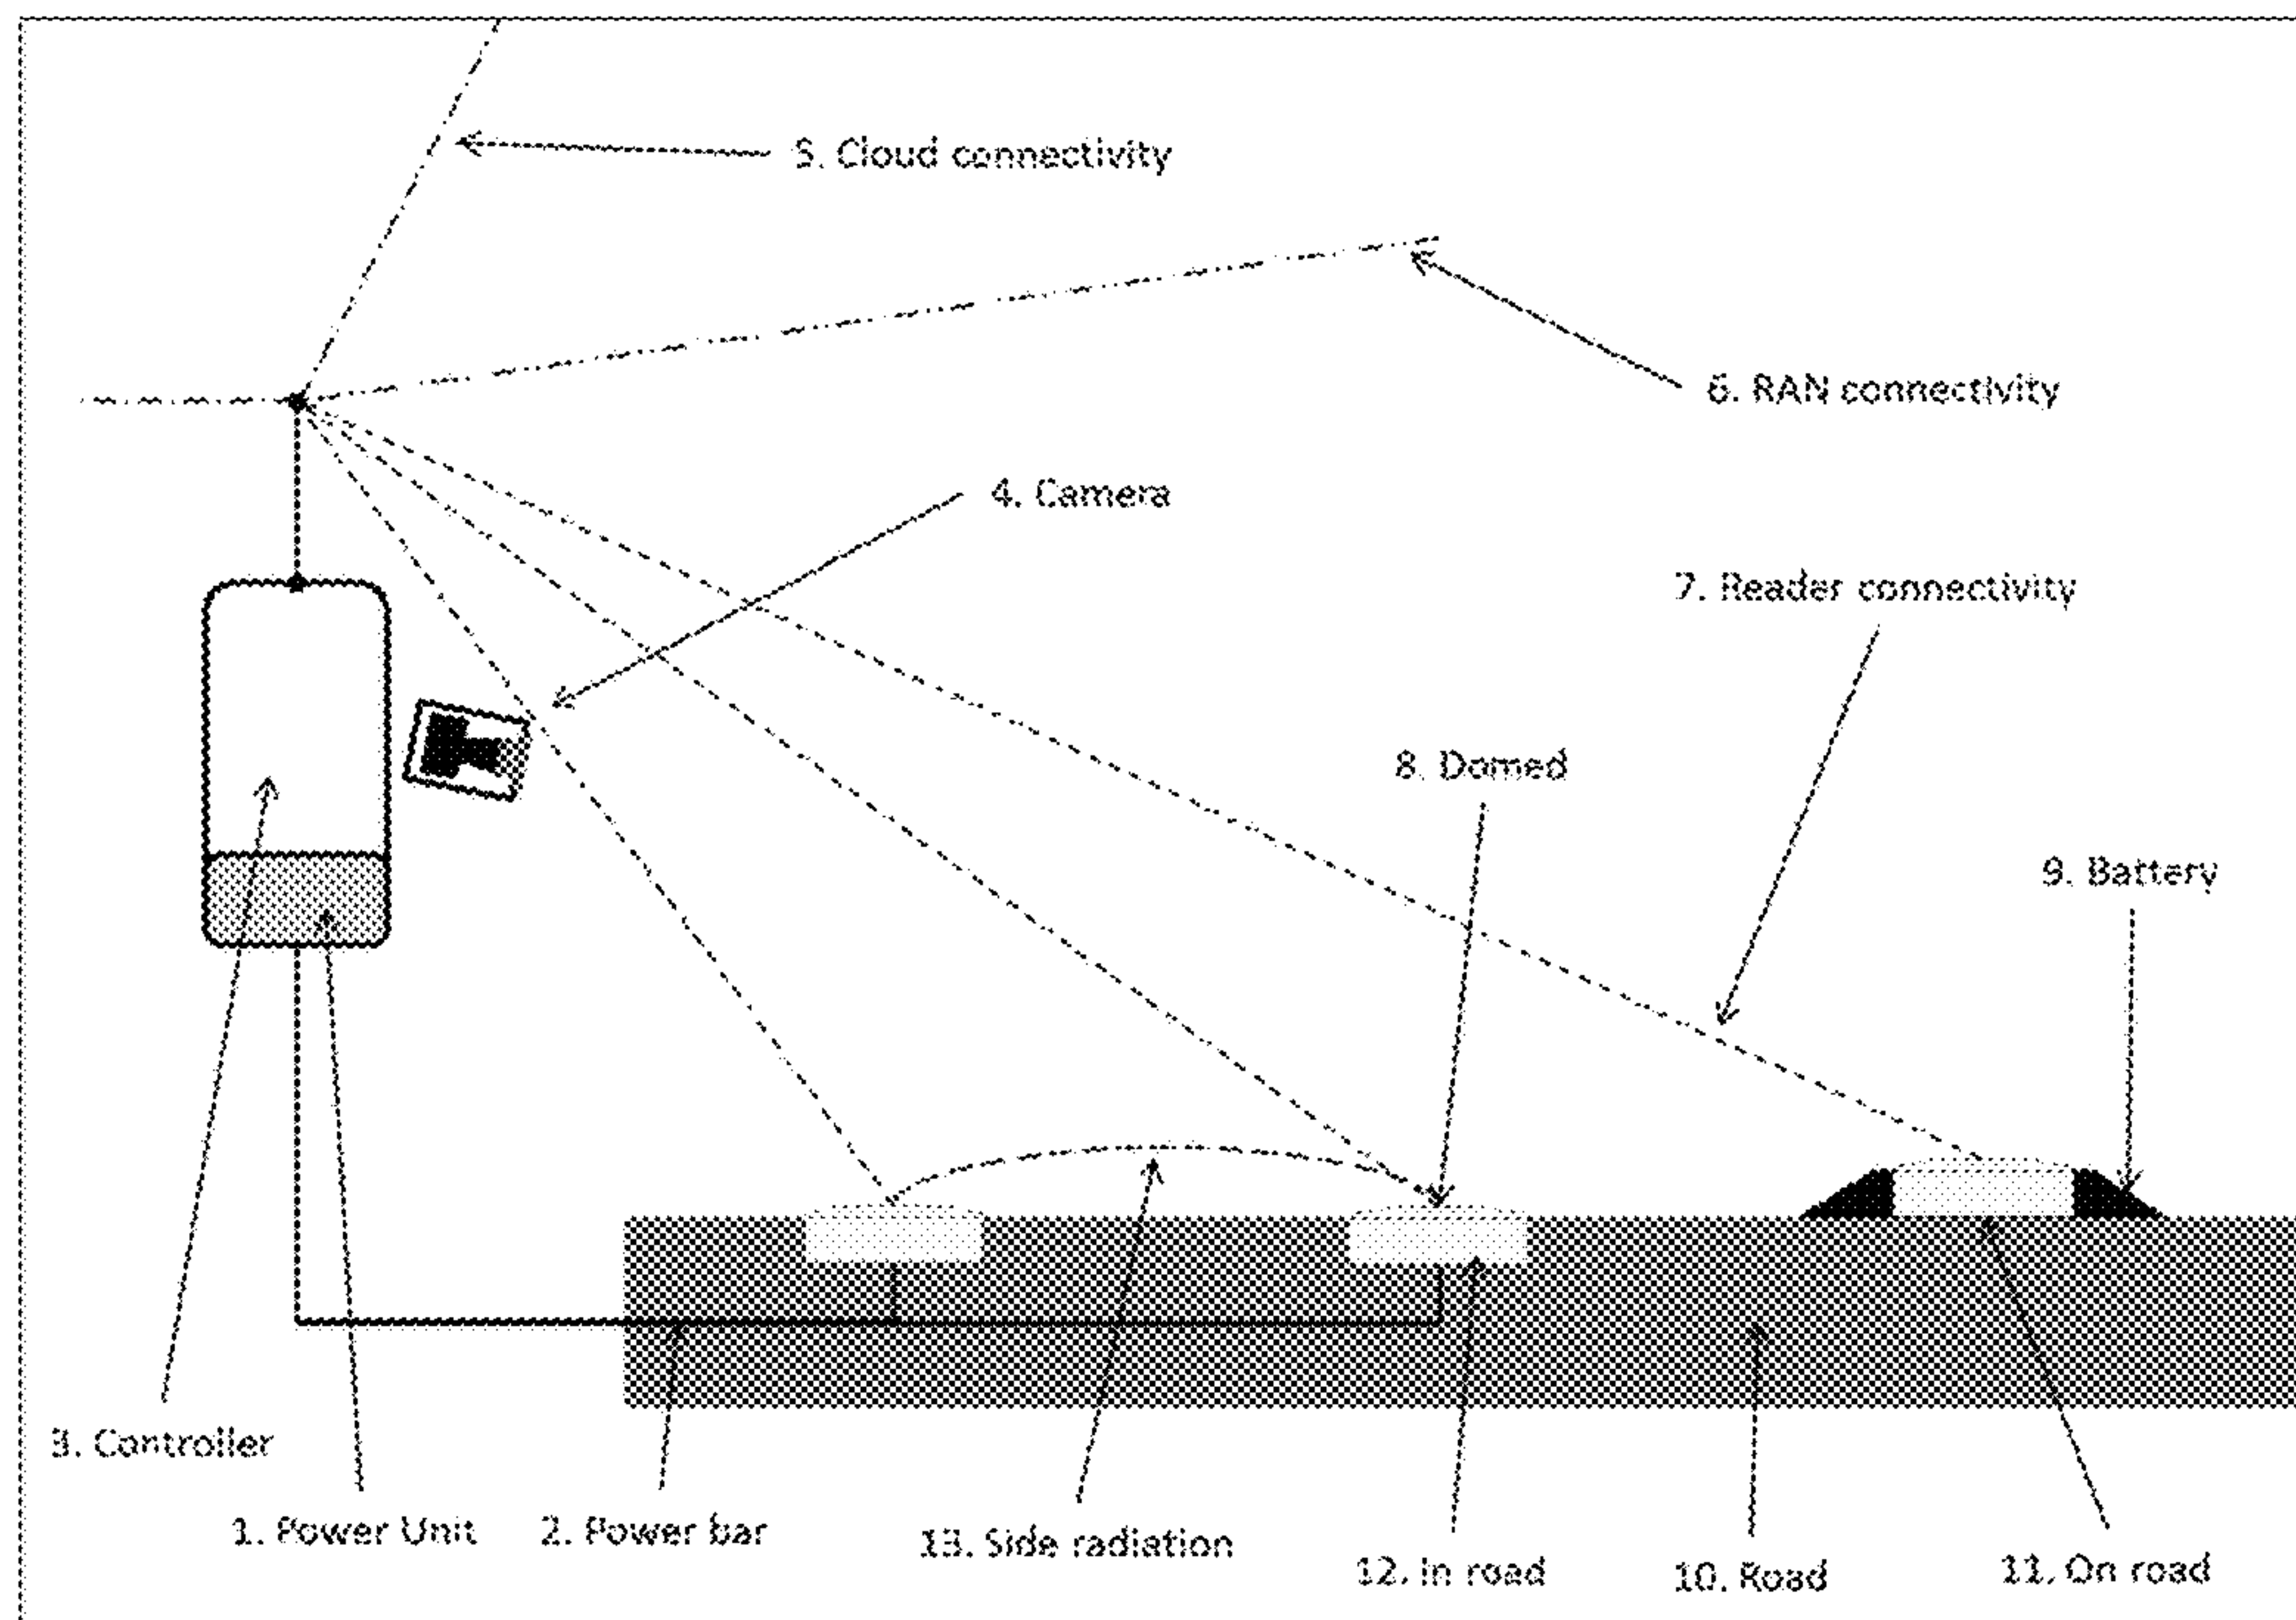 5. Cloud connectivity
6. RAN connectivity
4. Camera
7. Reader connectivity
8. Domed
9. Battery
3. Controller
1. Power Unit
2. Power bar
13. Side radiation
12. In road
10. Road
11. On road